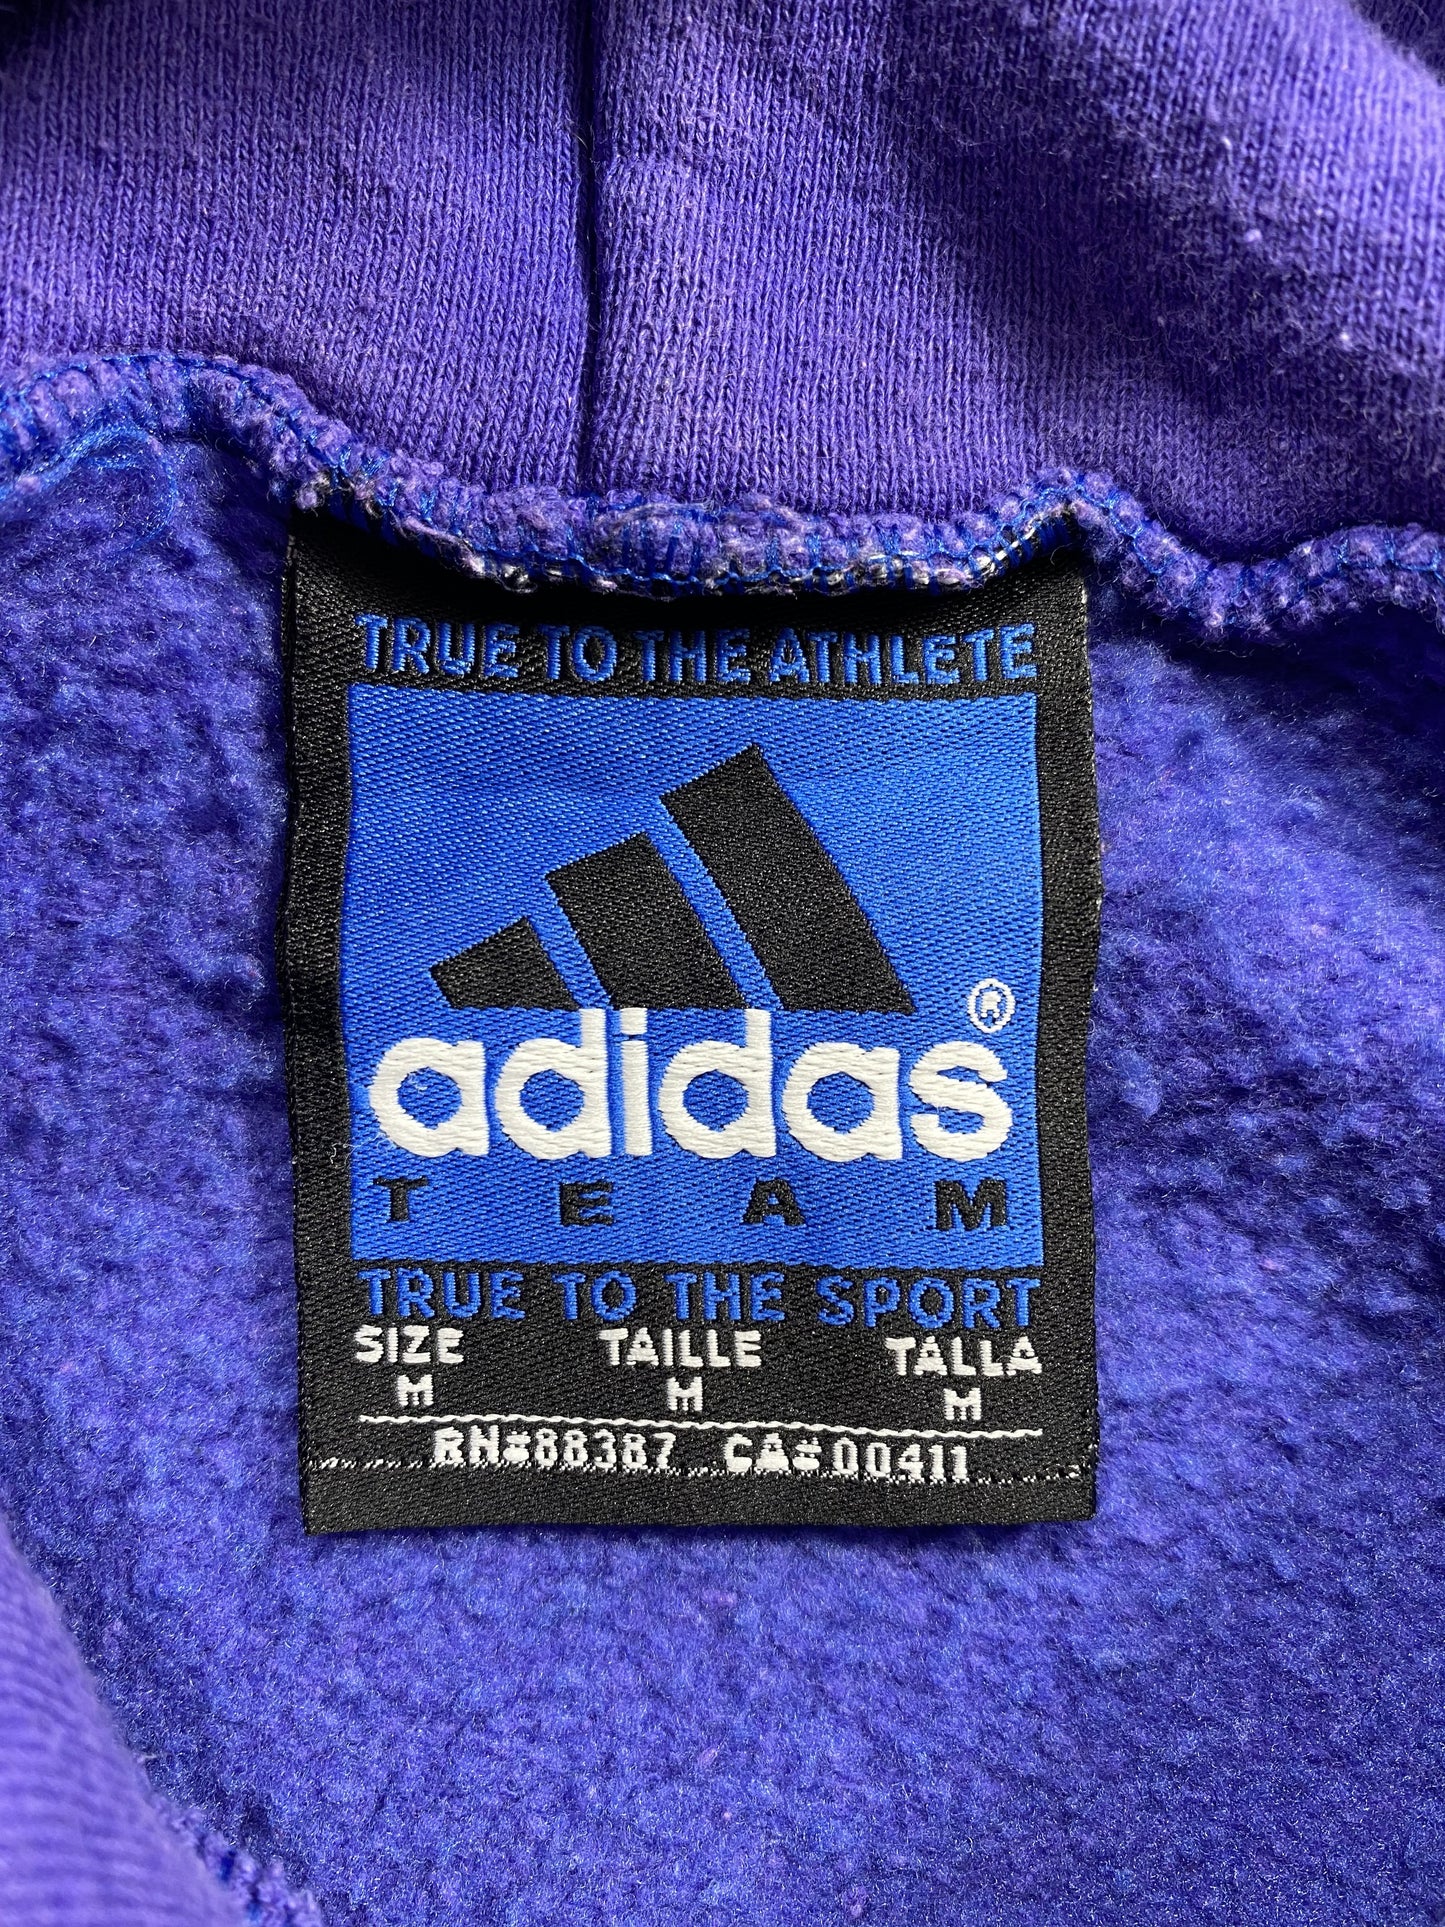 TRUE TO THE ATHLETE
adidas®
TEAM
TRUE TO THE SPORT
SIZE TAILLE TALLA
M M M
RN#88387 CA#00411